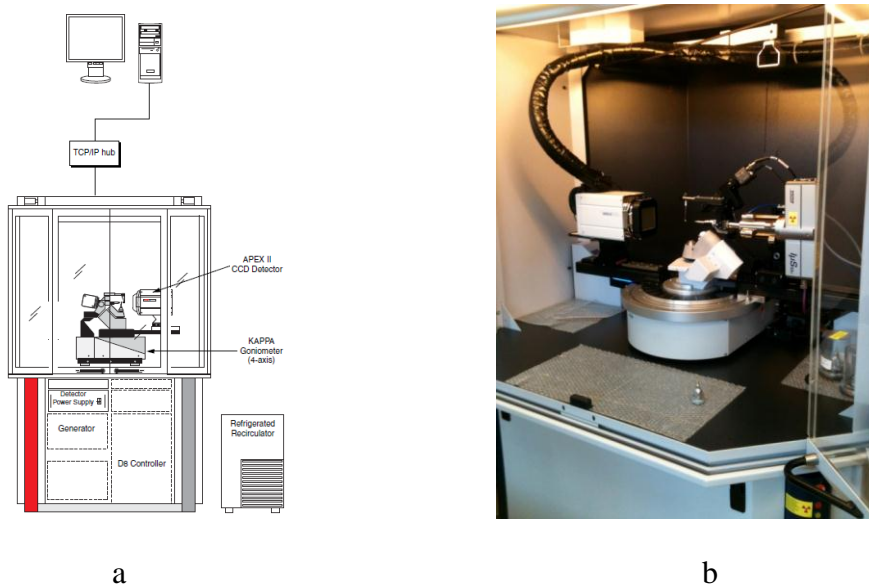 TCP/IP hub
APEX II
CCD Detector
KAPPA
Goniometer
(4-axis)
Detector
Power Supply
Generator
D8 Controller
Refrigerated
Recirculator
IμS
a
b